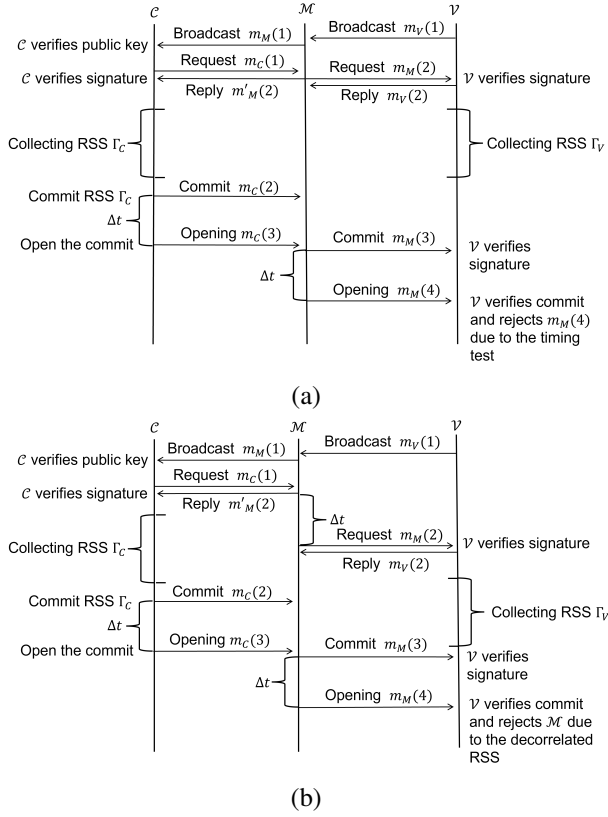 𝒞 ℳ 𝒱
Broadcast m_M(1) Broadcast m_V(1)
𝒞 verifies public key
Request m_C(1) Request m_M(2)
𝒞 verifies signature 𝒱 verifies signature
Reply m'_M(2) Reply m_V(2)
Collecting RSS Γ_C Collecting RSS Γ_V
Commit RSS Γ_C Commit m_C(2)
Δt
Open the commit Opening m_C(3) Commit m_M(3) 𝒱 verifies
signature
Δt
Opening m_M(4) 𝒱 verifies commit
and rejects m_M(4)
due to the timing
test
(a)
𝒞 ℳ 𝒱
Broadcast m_M(1) Broadcast m_V(1)
𝒞 verifies public key
Request m_C(1)
𝒞 verifies signature
Reply m'_M(2)
Δt
Request m_M(2)
Collecting RSS Γ_C 𝒱 verifies signature
Reply m_V(2)
Commit RSS Γ_C Commit m_C(2)
Collecting RSS Γ_V
Δt
Open the commit Opening m_C(3) Commit m_M(3) 𝒱 verifies
signature
Δt
Opening m_M(4) 𝒱 verifies commit
and rejects ℳ due
to the decorrelated
RSS
(b)